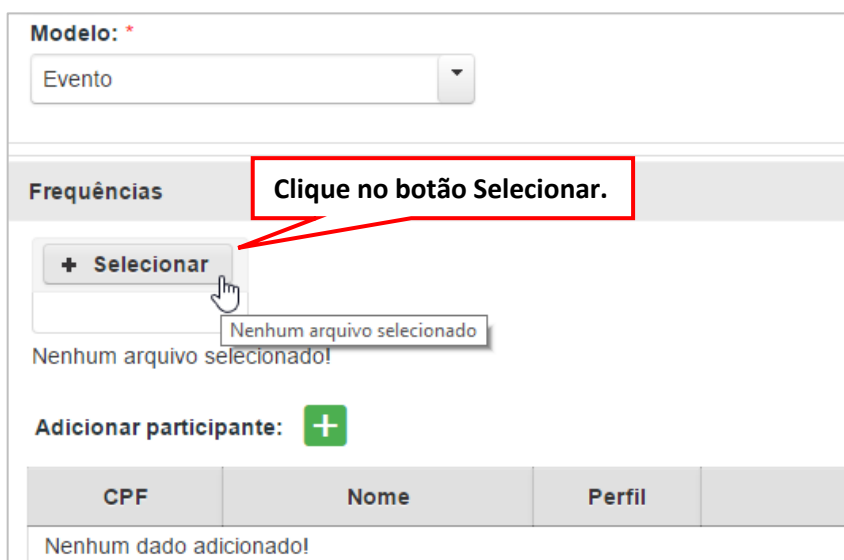 Modelo: *
Evento
Frequências
Clique no botão Selecionar.
+ Selecionar
Nenhum arquivo selecionado
Nenhum arquivo selecionado!
Adicionar participante: +
CPF Nome Perfil
Nenhum dado adicionado!